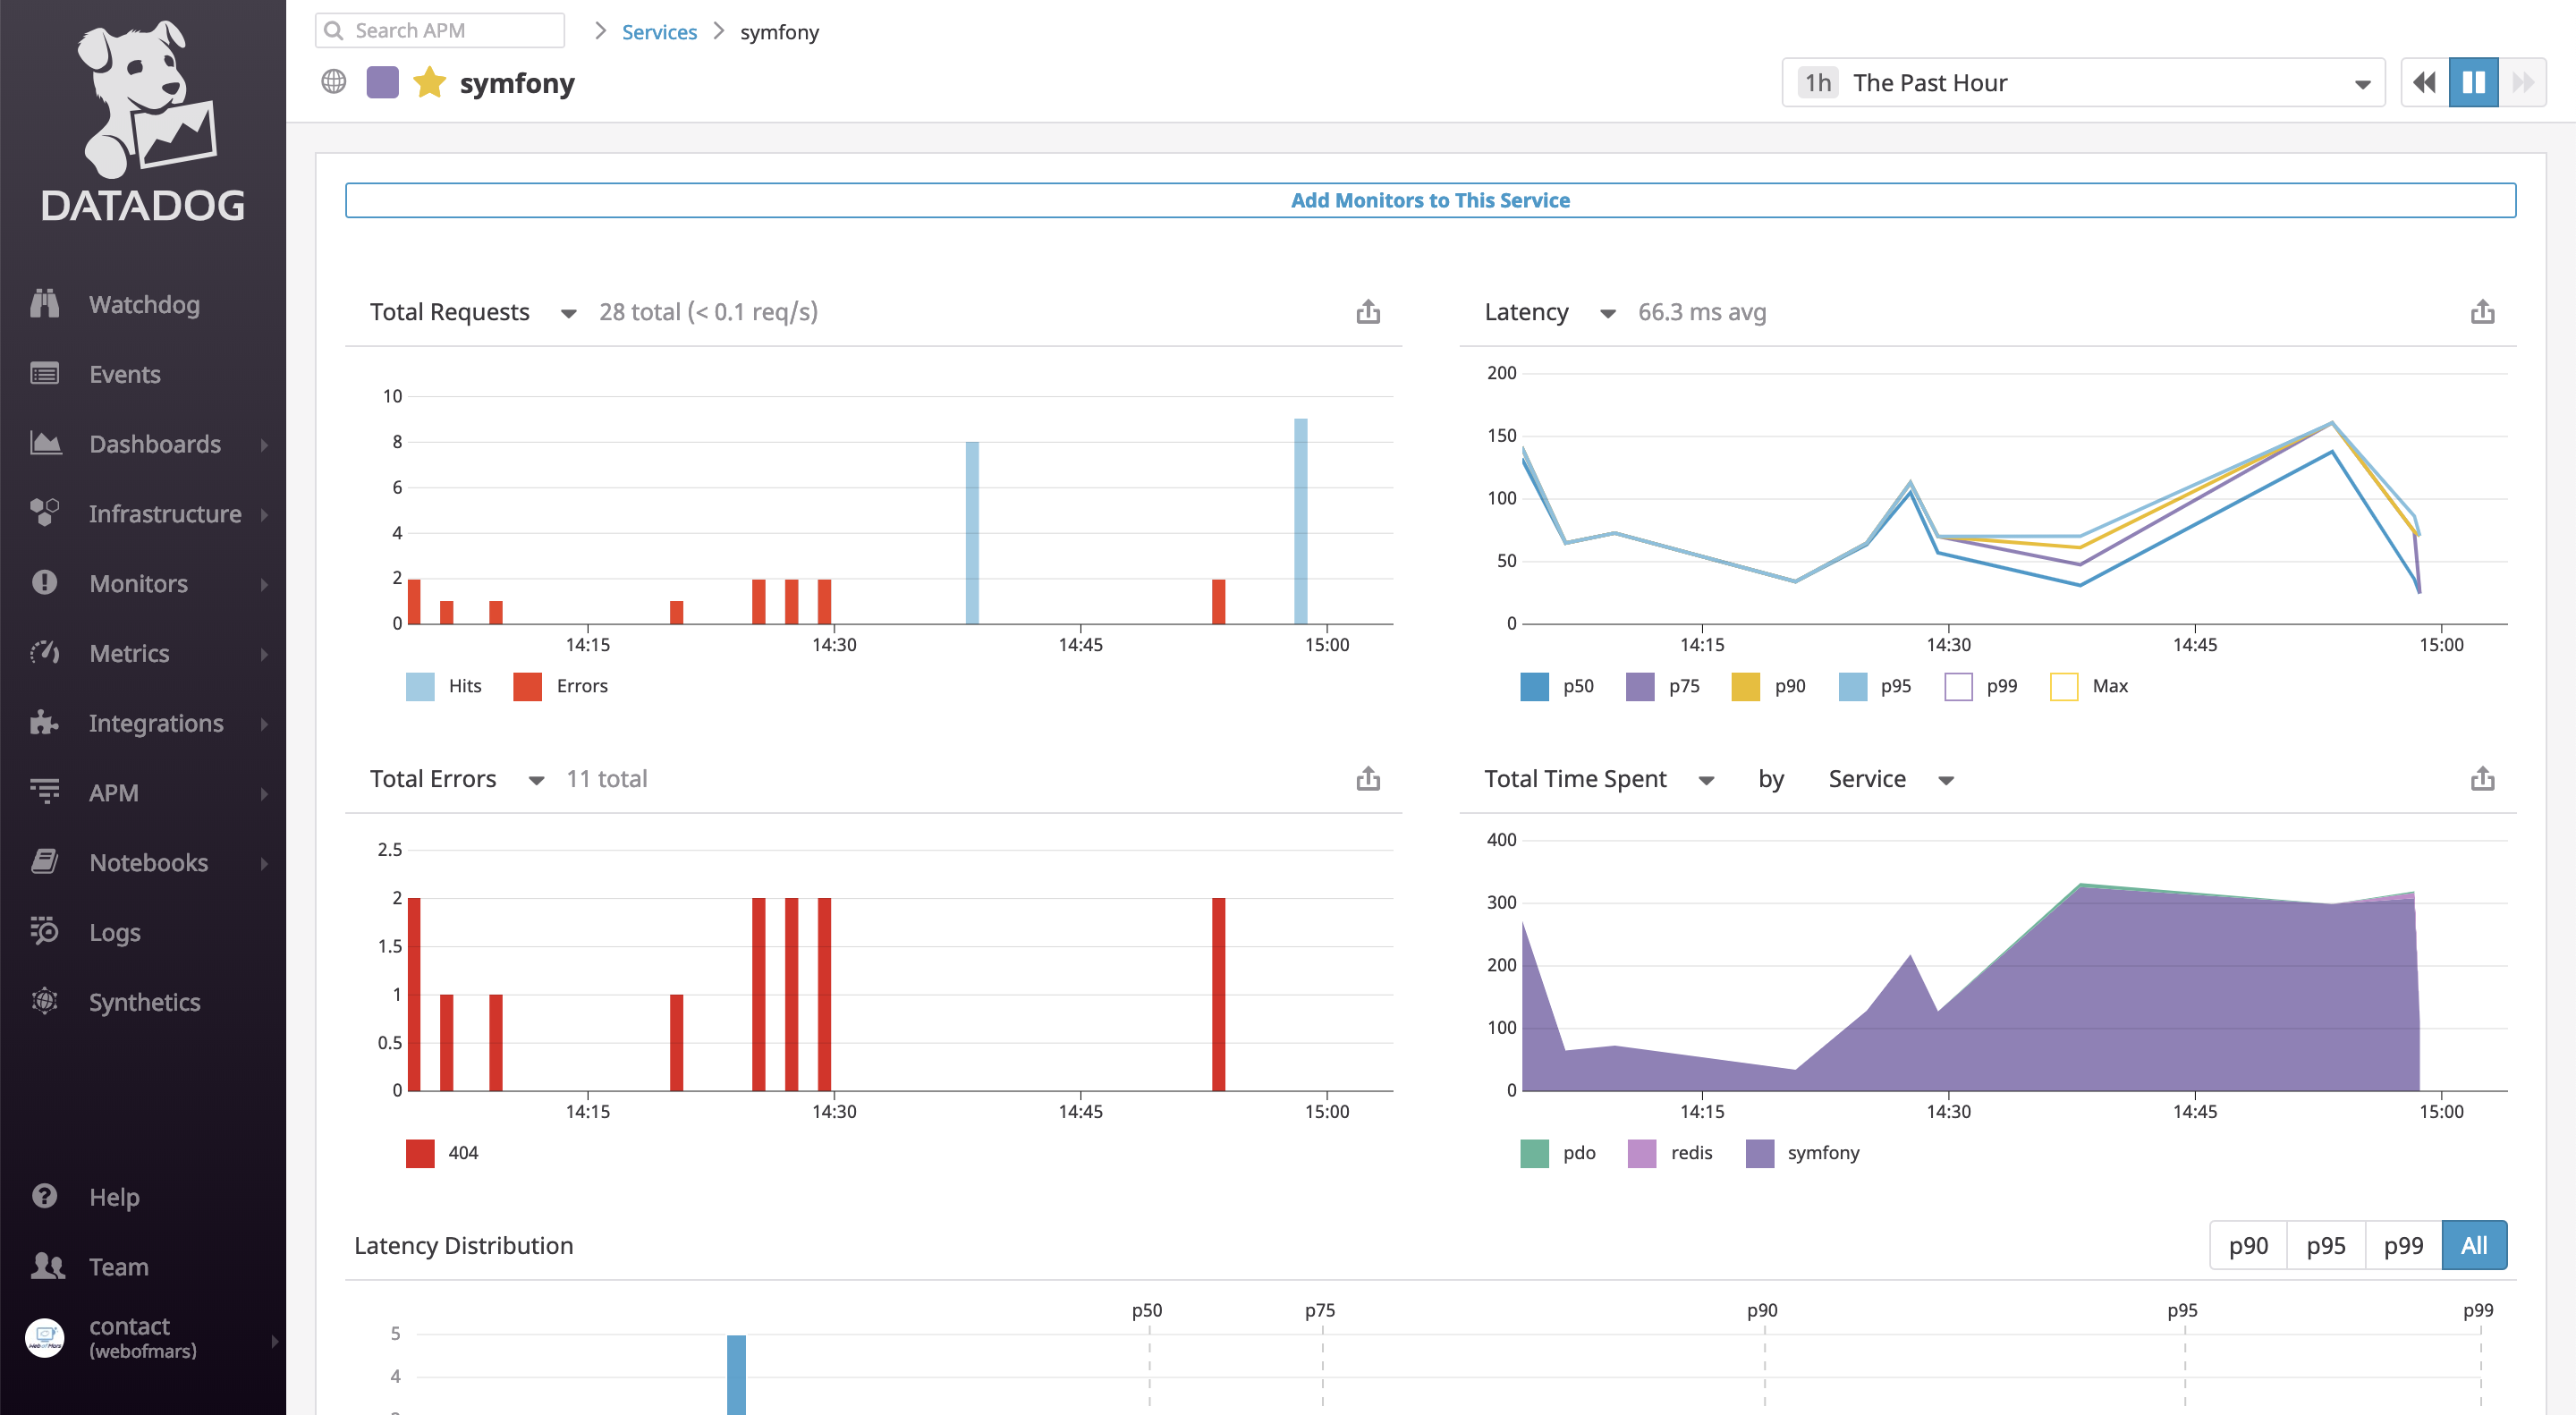 DATADOG
Watchdog
Events
Dashboards
Infrastructure
Monitors
Metrics
Integrations
APM
Notebooks
Logs
Synthetics
Help
Team
contact
(webofmars)
Search APM
Services
symfony
symfony
1h The Past Hour
Add Monitors to This Service
Total Requests 28 total (< 0.1 req/s)
10
8
6
4
2
0
14:15 14:30 14:45 15:00
Hits Errors
Latency 66.3 ms avg
200
150
100
50
0
14:15 14:30 14:45 15:00
p50 p75 p90 p95 p99 Max
Total Errors 11 total
2.5
2
1.5
1
0.5
0
14:15 14:30 14:45 15:00
404
Total Time Spent by Service
400
300
200
100
0
14:15 14:30 14:45 15:00
pdo redis symfony
Latency Distribution
p90 p95 p99 All
p50 p75 p90 p95 p99
5
4